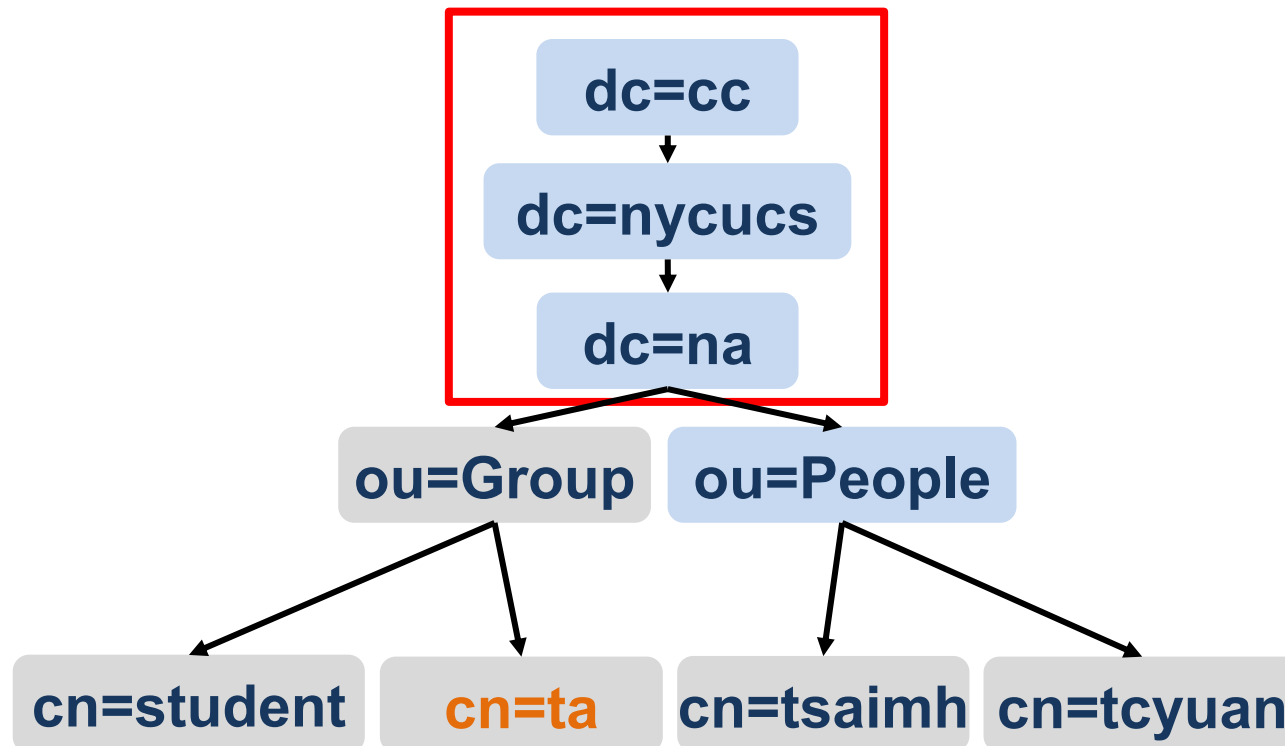 dc=cc
dc=nycucs
dc=na
ou=Group
ou=People
cn=student
cn=ta
cn=tsaimh
cn=tcyuan